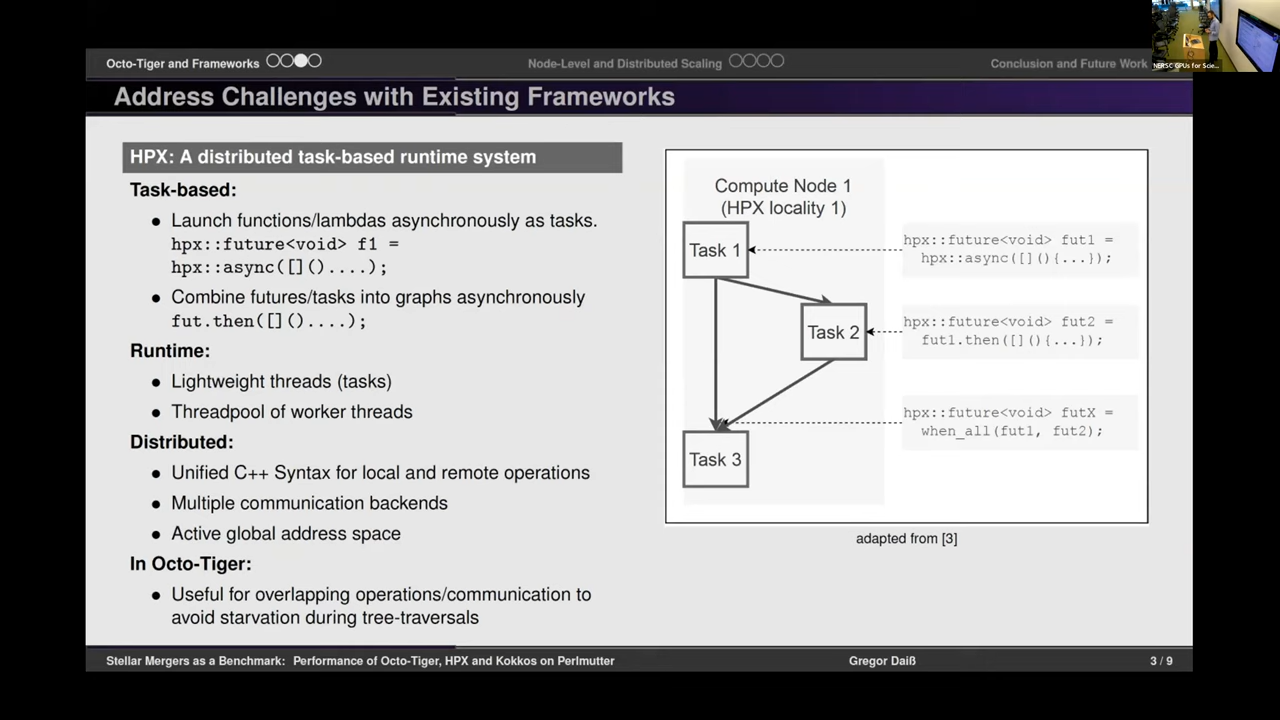 Octo-Tiger and Frameworks
Node-Level and Distributed Scaling
Conclusion and Future Work
NERSC GPUs for Scie...
Address Challenges with Existing Frameworks
HPX: A distributed task-based runtime system
Task-based:
● Launch functions/lambdas asynchronously as tasks.
hpx::future<void> f1 =
hpx::async([]()....);
● Combine futures/tasks into graphs asynchronously
fut.then([]()....);
Runtime:
● Lightweight threads (tasks)
● Threadpool of worker threads
Distributed:
● Unified C++ Syntax for local and remote operations
● Multiple communication backends
● Active global address space
In Octo-Tiger:
● Useful for overlapping operations/communication to
avoid starvation during tree-traversals
Compute Node 1
(HPX locality 1)
Task 1
hpx::future<void> fut1 =
hpx::async([](){...});
Task 2
hpx::future<void> fut2 =
fut1.then([](){...});
hpx::future<void> futX =
when_all(fut1, fut2);
Task 3
adapted from [3]
Stellar Mergers as a Benchmark: Performance of Octo-Tiger, HPX and Kokkos on Perlmutter
Gregor Daiß
3 / 9